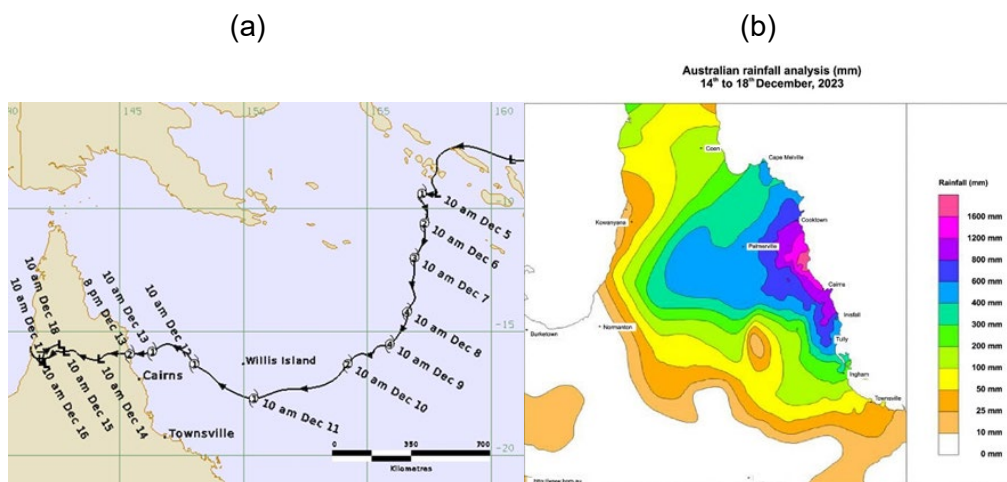 (a)
(b)
140
145
150
160
10
-15
-20
10 am Dec 5
10 am Dec 6
10 am Dec 7
10 am Dec 8
10 am Dec 9
10 am Dec 10
10 am Dec 11
10 am Dec 12
10 am Dec 13
8 pm Dec 13
10 am Dec 14
10 am Dec 15
10 am Dec 16
10 am Dec 18
Willis Island
Cairns
Townsville
0
350
700
Kilometres
Australian rainfall analysis (mm)
14th to 18th December, 2023
Coen
Cape Melville
Kowanyama
Cooktown
Palmerville
Cairns
Innisfail
Tully
Burketown
Normanton
Ingham
Townsville
Rainfall (mm)
1600 mm
1200 mm
800 mm
600 mm
400 mm
300 mm
200 mm
100 mm
50 mm
25 mm
10 mm
0 mm